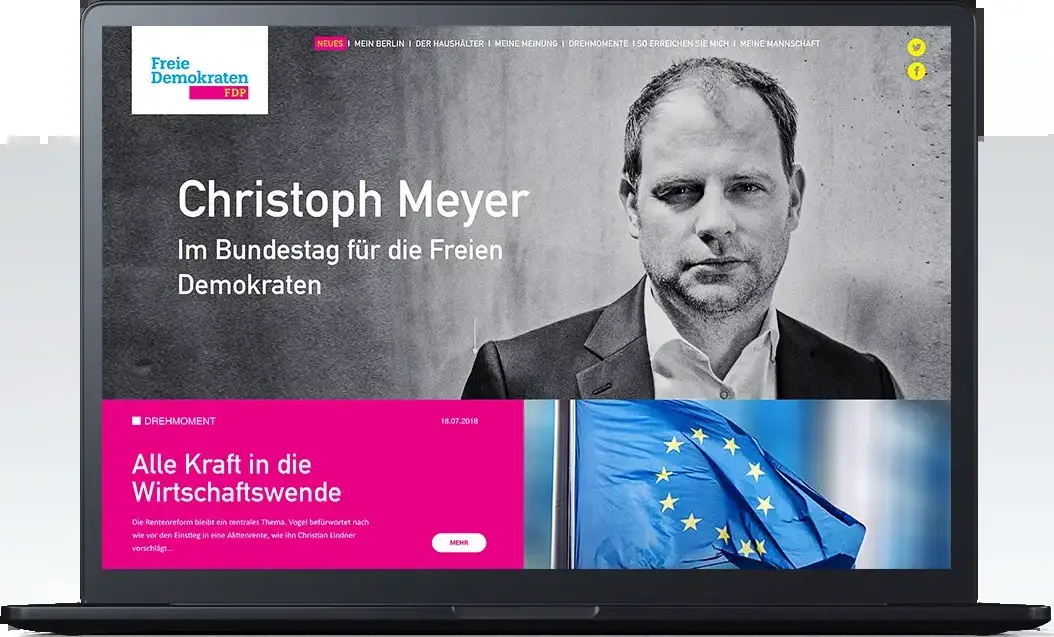 Freie
Demokraten
FDP
NEUES I MEIN BERLIN I DER HAUSHÄLTER I MEINE MEINUNG I DREHMOMENTE I SO ERREICHEN SIE MICH I MEINE MANNSCHAFT
Christoph Meyer
Im Bundestag für die Freien
Demokraten
DREHMOMENT 18.07.2018
Alle Kraft in die
Wirtschaftswende
Die Rentenreform bleibt ein zentrales Thema. Vogel befürwortet nach
wie vor den Einstieg in eine Aktienrente, wie ihn Christian Lindner
vorschlägt...
MEHR